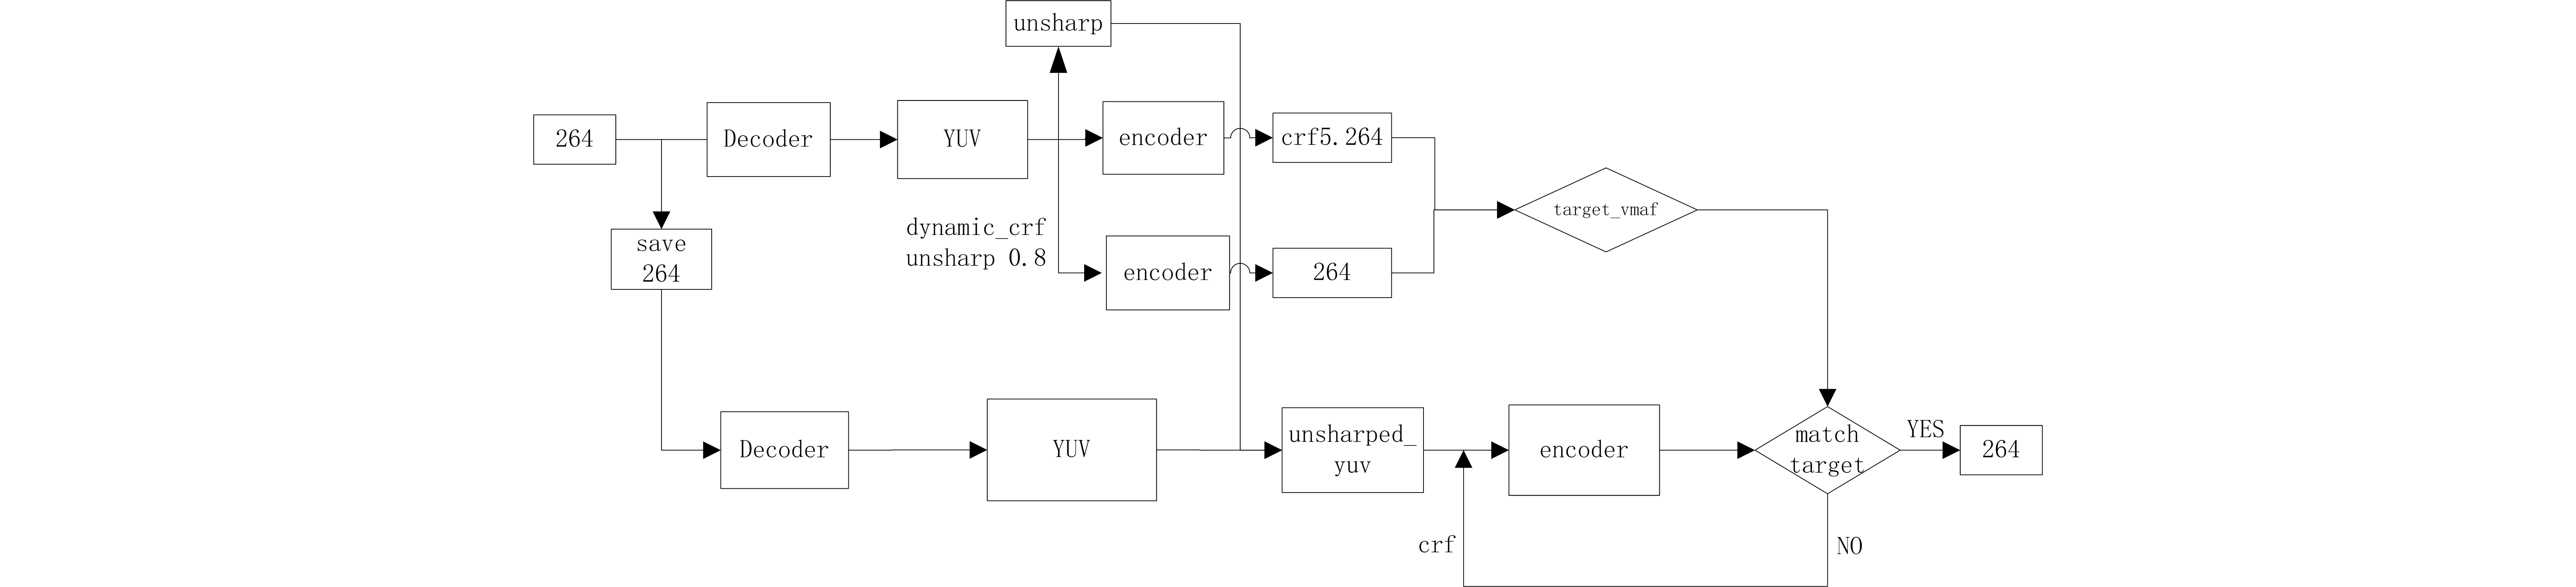 unsharp
264
Decoder
YUV
encoder
crf5.264
target_vmaf
dynamic_crf
unsharp 0.8
save
264
encoder
264
Decoder
YUV
unsharped_
yuv
encoder
match
target
YES
264
crf
NO